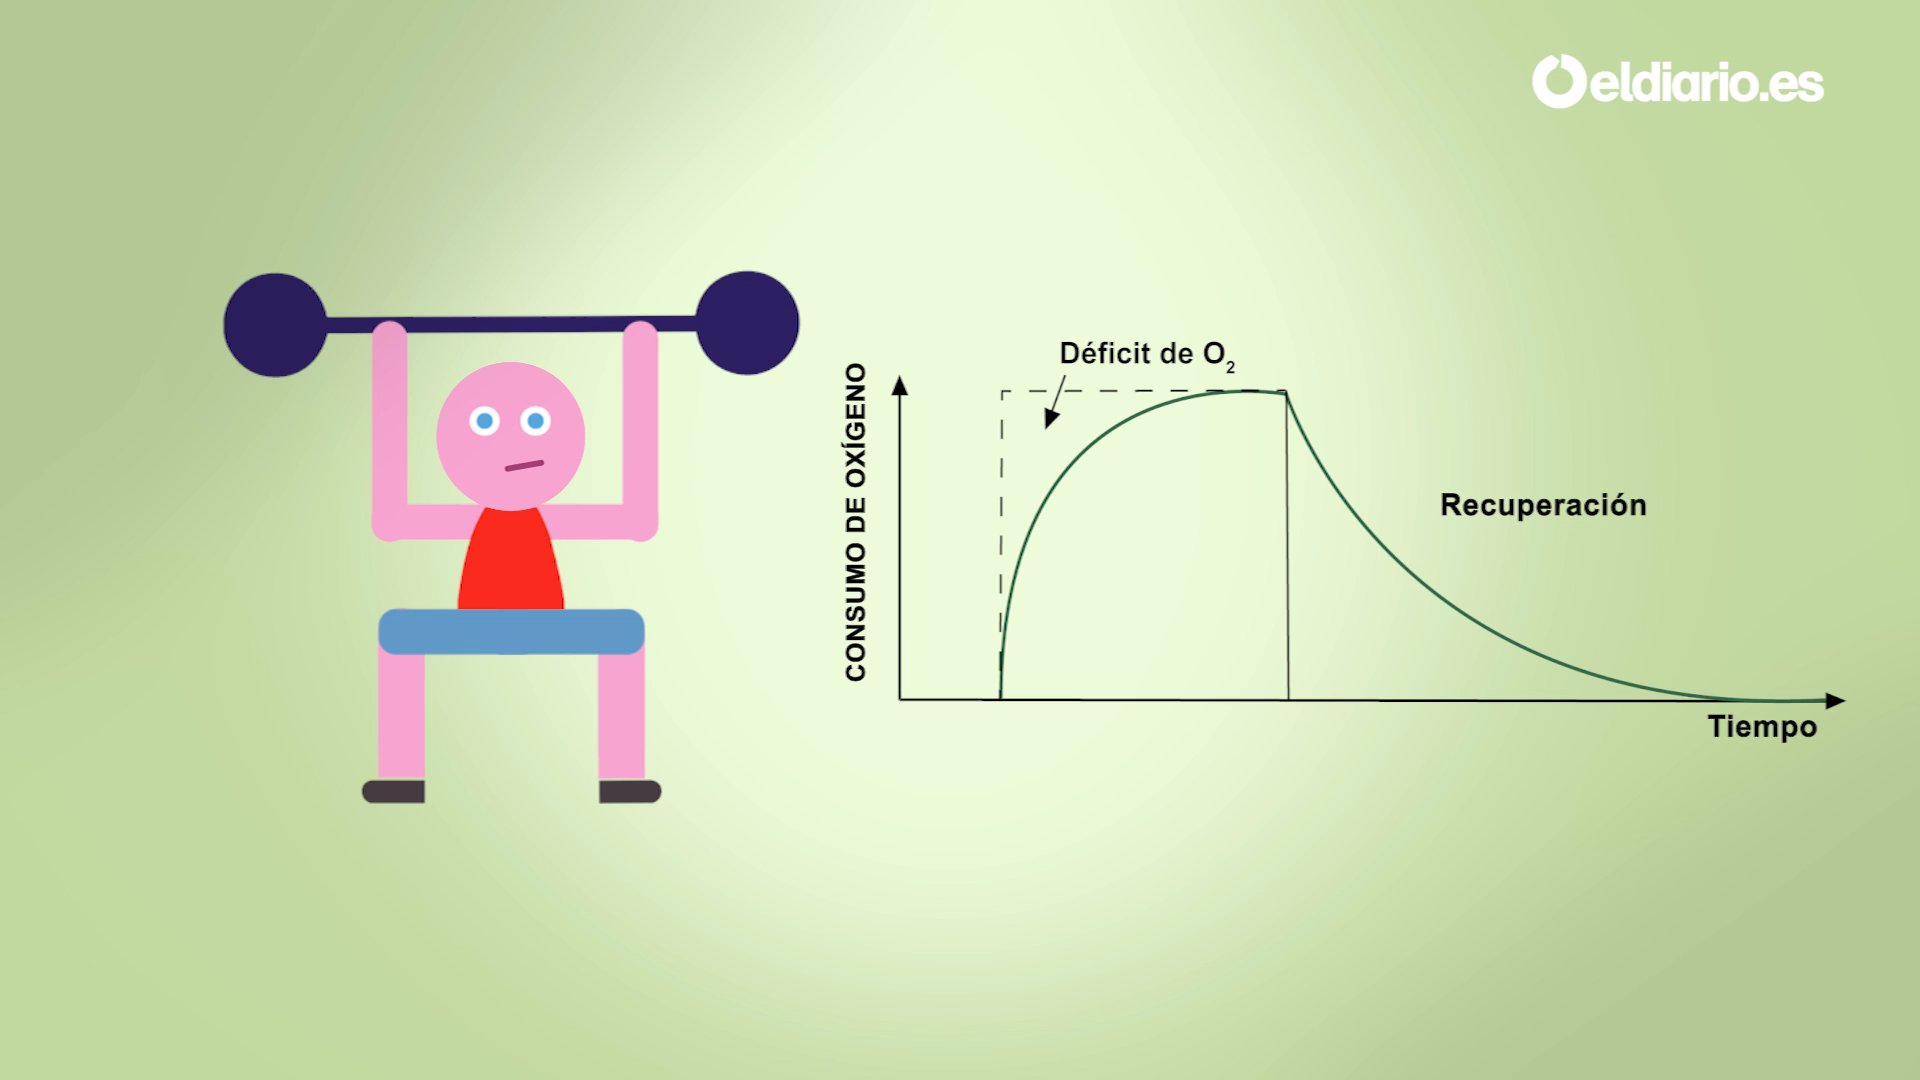 eldiario.es
Déficit de O₂
CONSUMO DE OXÍGENO
Recuperación
Tiempo